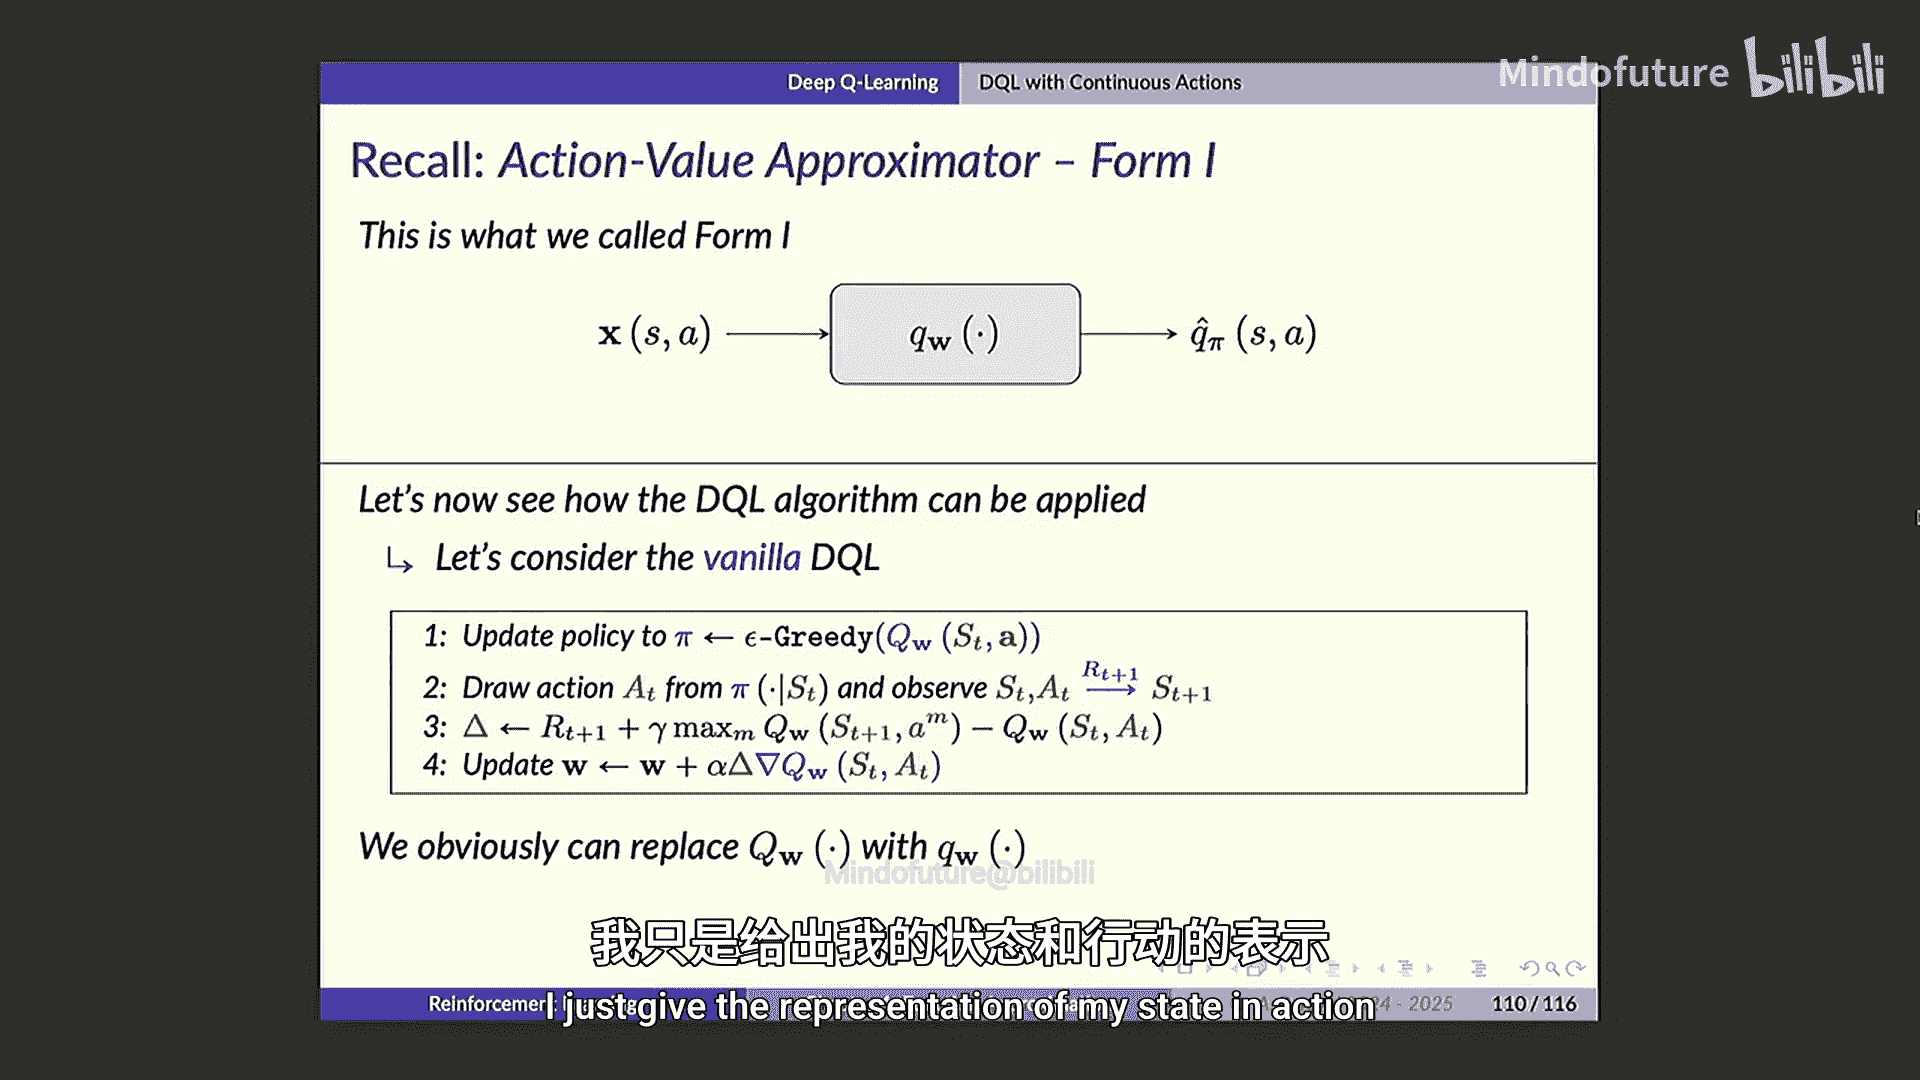 Deep Q-Learning DQL with Continuous Actions
Mindofuture bilibili
Recall: Action-Value Approximator – Form I
This is what we called Form I
x (s, a) → q_w (·) → q̂_π (s, a)
Let's now see how the DQL algorithm can be applied
↳ Let's consider the vanilla DQL
1: Update policy to π ← ϵ-Greedy(Q_w (S_t, a))
2: Draw action A_t from π (·|S_t) and observe S_t, A_t →^{R_{t+1}} S_{t+1}
3: Δ ← R_{t+1} + γ max_m Q_w (S_{t+1}, a^m) − Q_w (S_t, A_t)
4: Update w ← w + αΔ∇Q_w (S_t, A_t)
We obviously can replace Q_w (·) with q_w (·)
Mindofuture@bilibili
我只是给出我的状态和行动的表示
I just give the representation of my state in action
110 / 116